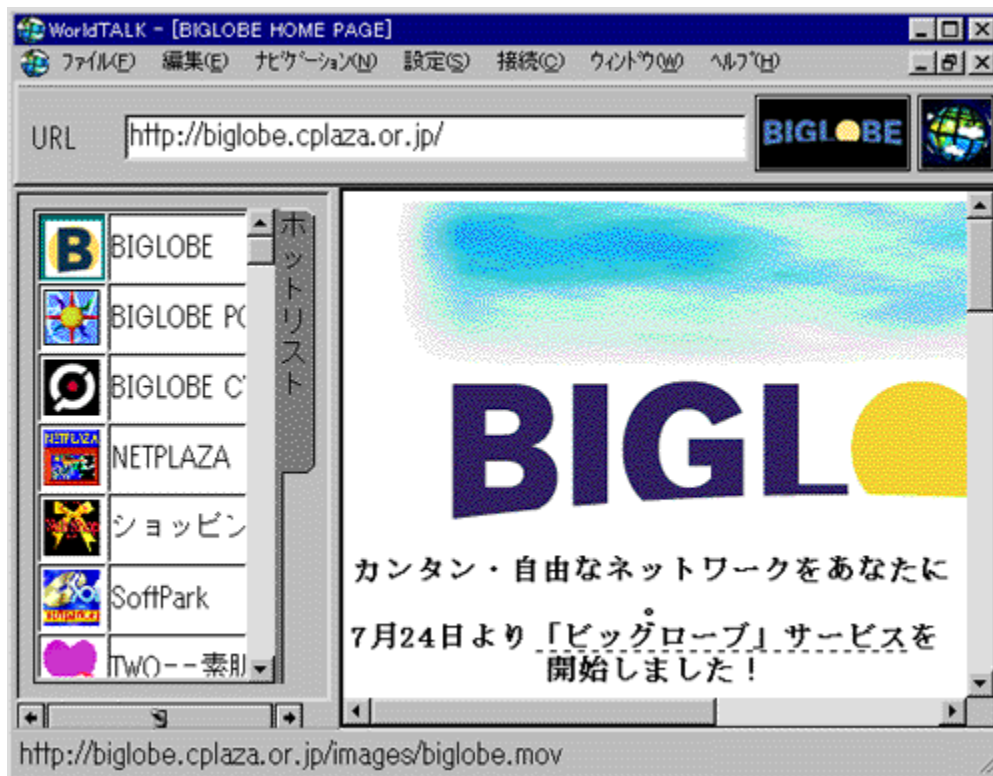 WorldTALK - [BIGLOBE HOME PAGE]
ファイル(F) 編集(E) ナビゲーション(N) 設定(S) 接続(C) ウィンドウ(W) ヘルプ(H)
URL http://biglobe.cplaza.or.jp/ BIGLOBE
ホットリスト
BIGLOBE
BIGLOBE PO
BIGLOBE C
NETPLAZA NETPLAZA
ショッピン
SoftPark
TWO--素肌
BIGLO
カンタン・自由なネットワークをあなたに
。
7月24日より「ビッグローブ」サービスを
開始しました!
http://biglobe.cplaza.or.jp/images/biglobe.mov